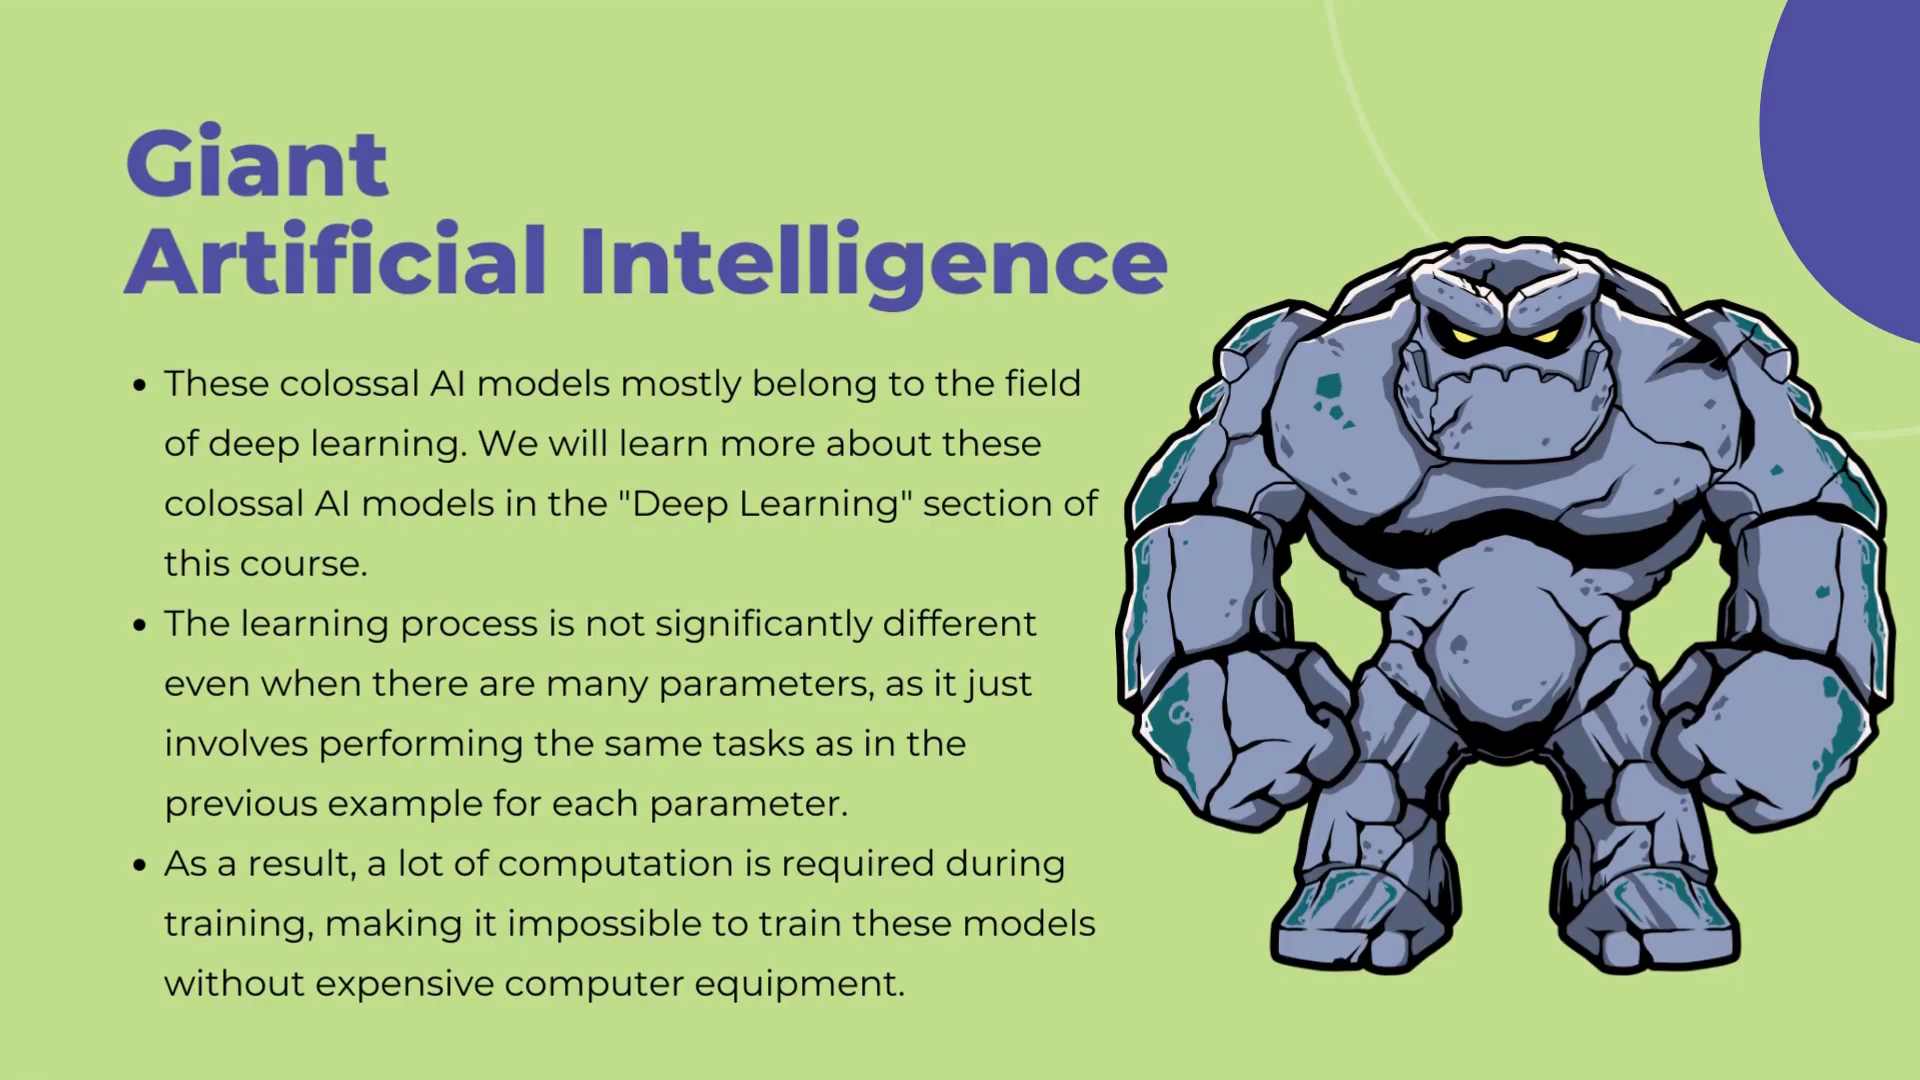 Giant
Artificial Intelligence
• These colossal AI models mostly belong to the field
of deep learning. We will learn more about these
colossal AI models in the "Deep Learning" section of
this course.
• The learning process is not significantly different
even when there are many parameters, as it just
involves performing the same tasks as in the
previous example for each parameter.
• As a result, a lot of computation is required during
training, making it impossible to train these models
without expensive computer equipment.